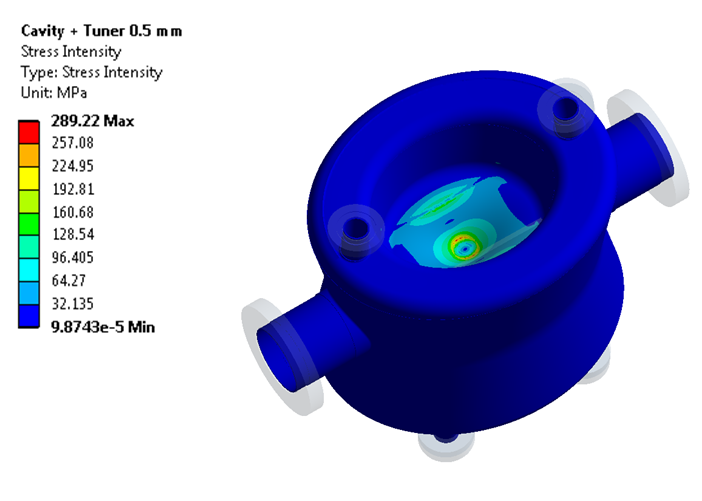 Cavity + Tuner 0.5 mm
Stress Intensity
Type: Stress Intensity
Unit: MPa
289.22 Max
257.08
224.95
192.81
160.68
128.54
96.405
64.27
32.135
9.8743e-5 Min